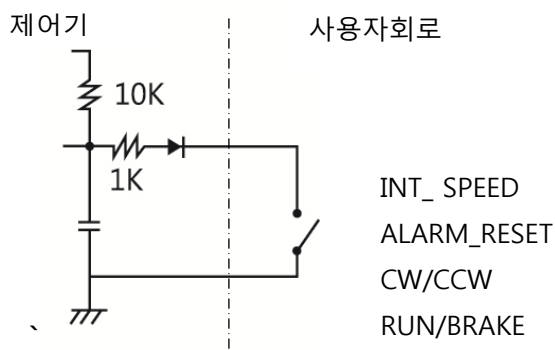 제어기
사용자회로
10K
1K
INT_ SPEED
ALARM_RESET
CW/CCW
RUN/BRAKE
`